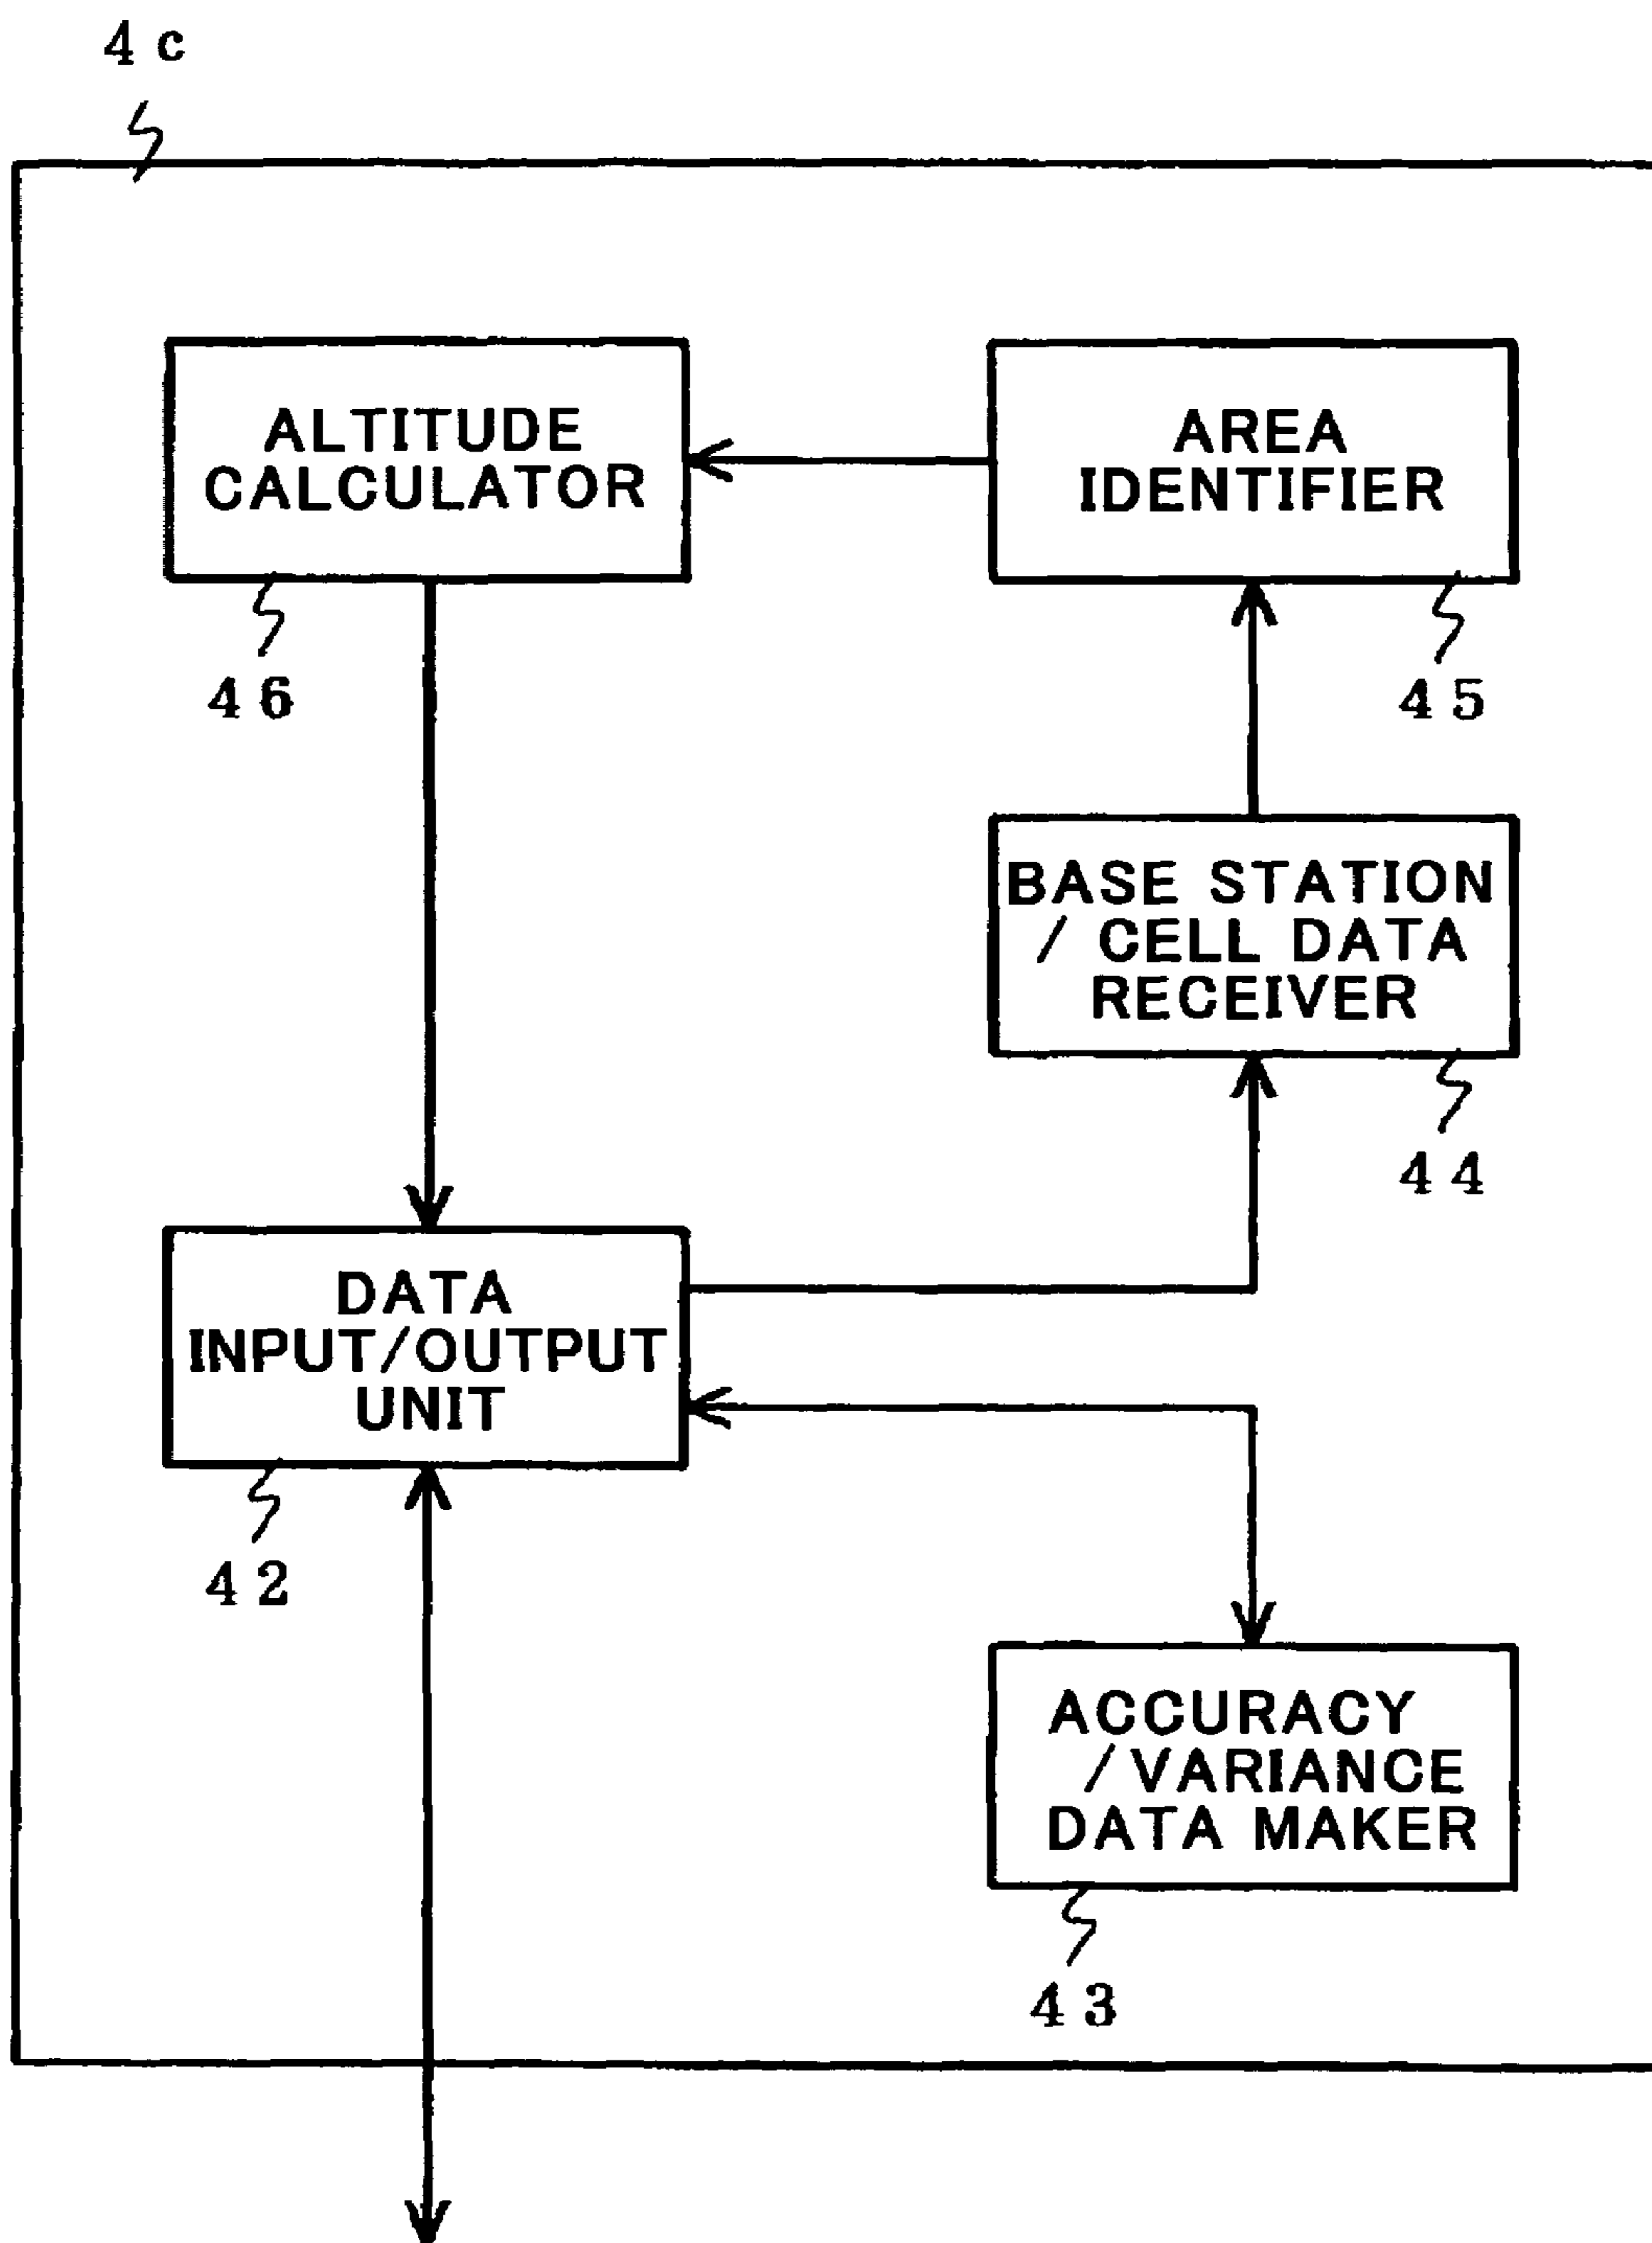 4c
ALTITUDE
CALCULATOR
46
AREA
IDENTIFIER
45
BASE STATION
/ CELL DATA
RECEIVER
44
DATA
INPUT/OUTPUT
UNIT
42
ACCURACY
/VARIANCE
DATA MAKER
43